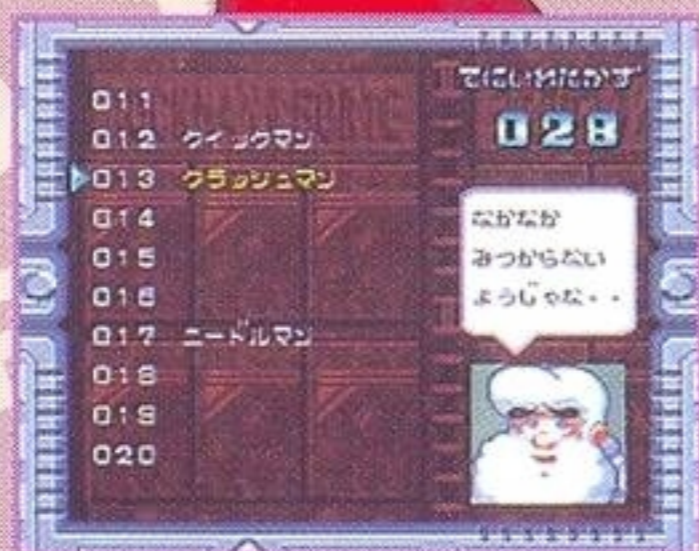 011
012 クイックマン
013 クラッシュマン
014
015
016
017 ニードルマン
018
019
020
てにいれたかず
028
なかなか
みつからない
ようじゃな・・